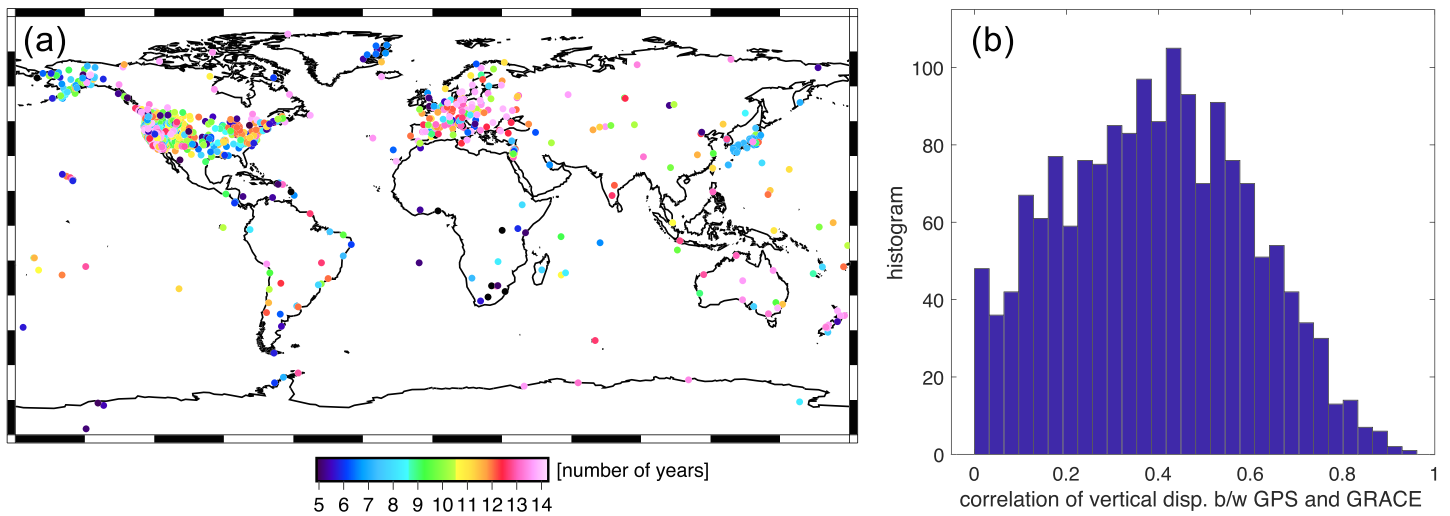 (a)
[number of years]
5 6 7 8 9 10 11 12 13 14
(b)
histogram
100
80
60
40
20
0
0 0.2 0.4 0.6 0.8 1
correlation of vertical disp. b/w GPS and GRACE